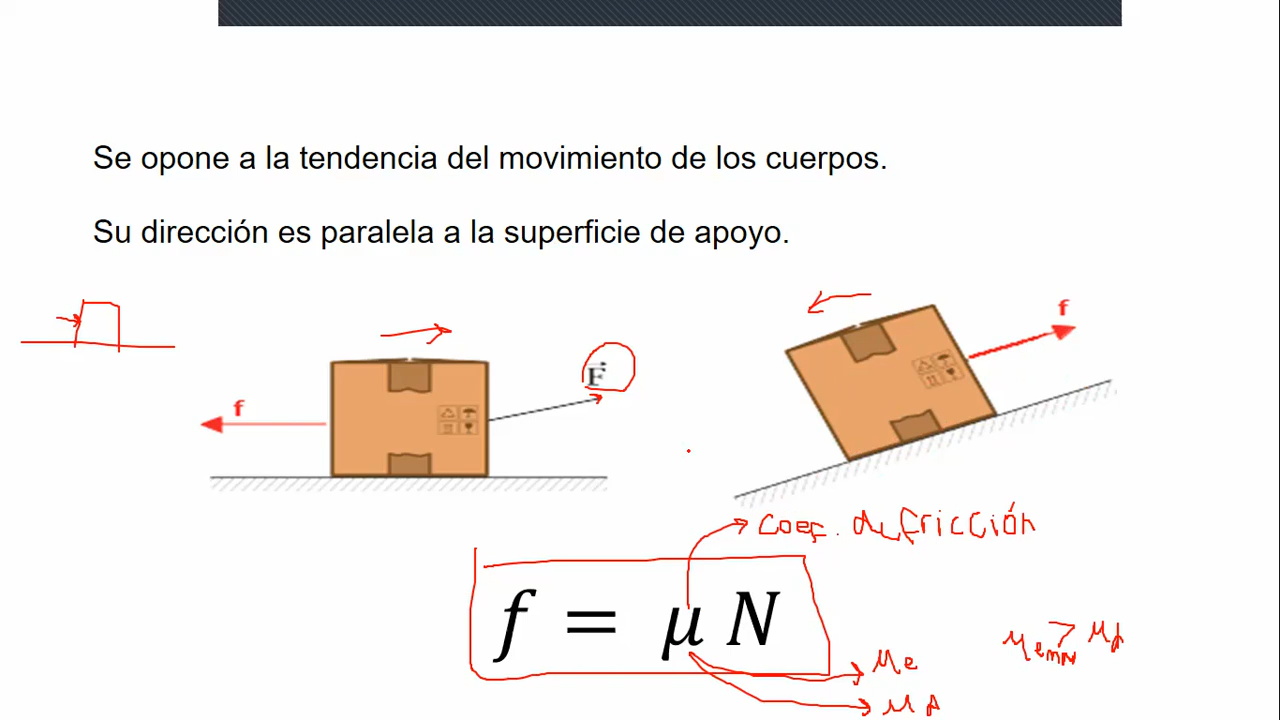 Se opone a la tendencia del movimiento de los cuerpos.
Su dirección es paralela a la superficie de apoyo.
f
F
f
coef. de fricción
f = μ N
μe
μd